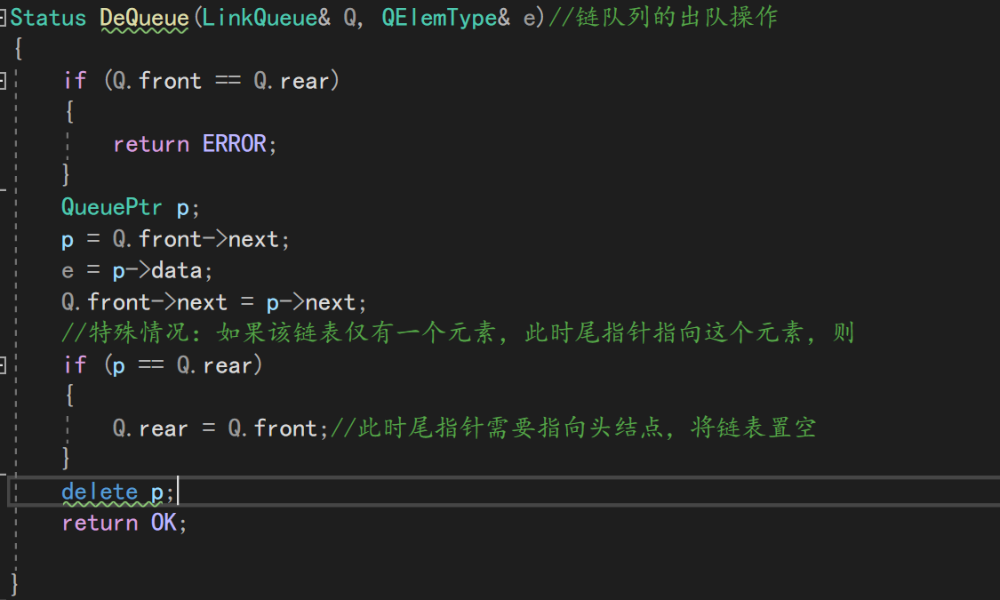 Status DeQueue(LinkQueue& Q, QElemType& e)//链队列的出队操作
{
if (Q.front == Q.rear)
{
return ERROR;
}
QueuePtr p;
p = Q.front->next;
e = p->data;
Q.front->next = p->next;
//特殊情况：如果该链表仅有一个元素，此时尾指针指向这个元素，则
if (p == Q.rear)
{
Q.rear = Q.front;//此时尾指针需要指向头结点，将链表置空
}
delete p;
return OK;
}